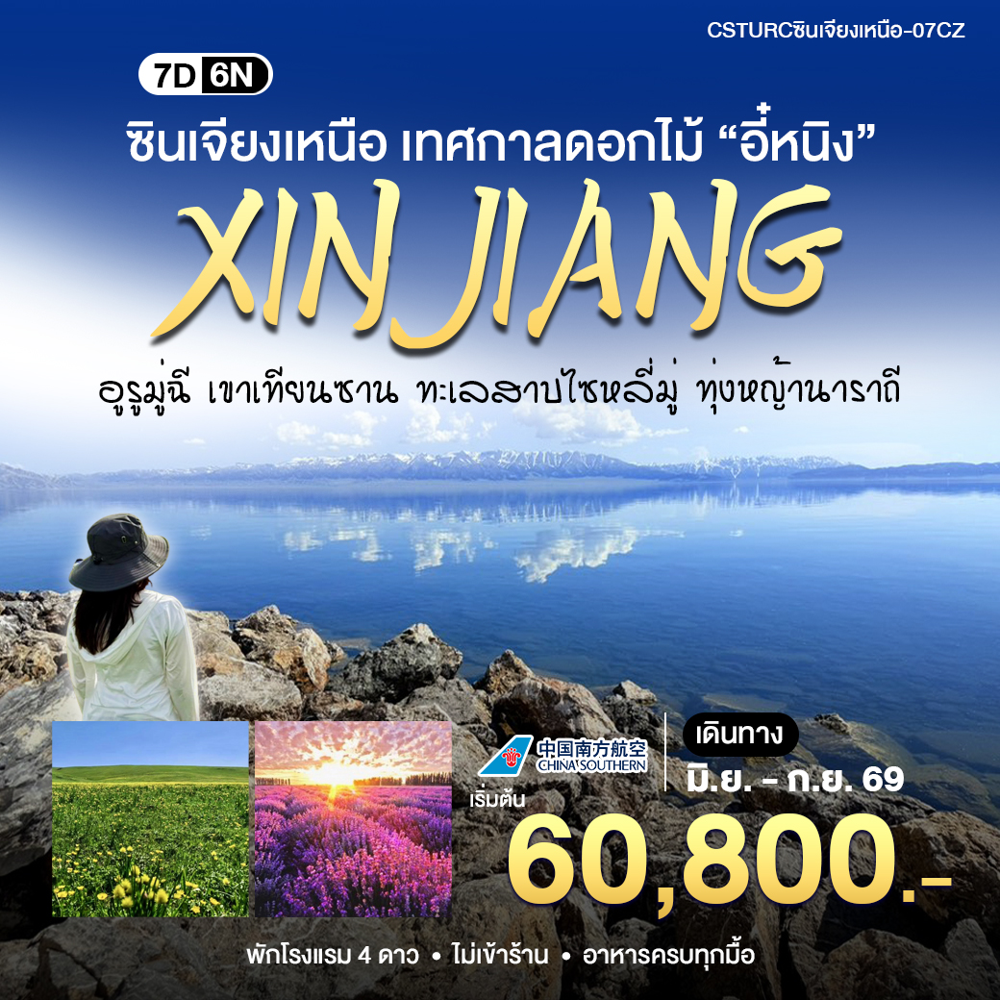 CSTURCซินเจียงเหนือ-07CZ
7D 6N
ซินเจียงเหนือ เทศกาลดอกไม้ “อี๋หนิง”
XINJIANG
อูรูมู่ฉี เขาเทียนซาน ทะเลสาบไซหลี่มู่ ทุ่งหญ้านาราถี
中国南方航空
CHINA SOUTHERN
เดินทาง
มิ.ย. - ก.ย. 69
เริ่มต้น
60,800.-
พักโรงแรม 4 ดาว • ไม่เข้าร้าน • อาหารครบทุกมื้อ